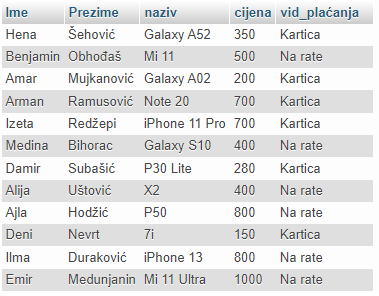 Ime Prezime naziv cijena vid_plaćanja
Hena Šehović Galaxy A52 350 Kartica
Benjamin Obhođaš Mi 11 500 Na rate
Amar Mujkanović Galaxy A02 200 Kartica
Arman Ramusović Note 20 700 Kartica
Izeta Redžepi iPhone 11 Pro 700 Kartica
Medina Bihorac Galaxy S10 400 Na rate
Damir Subašić P30 Lite 280 Kartica
Alija Uštović X2 400 Na rate
Ajla Hodžić P50 800 Na rate
Deni Nevrt 7i 150 Kartica
Ilma Duraković iPhone 13 800 Na rate
Emir Medunjanin Mi 11 Ultra 1000 Na rate